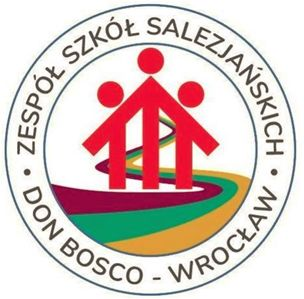 ZESPÓŁ SZKÓŁ SALEZJAŃSKICH
DON BOSCO - WROCŁAW